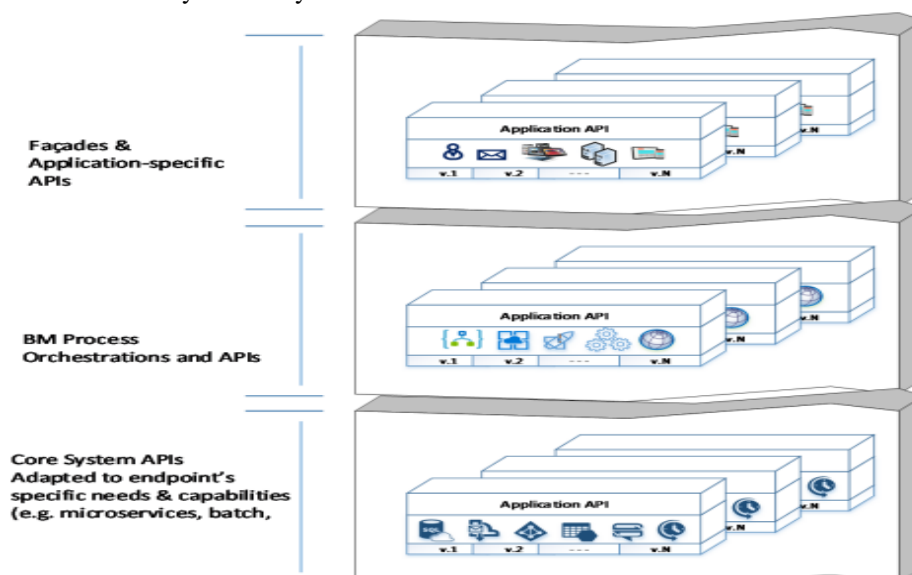 Façades &
Application-specific
APIs
Application API
v.1 v.2 - - - v.N
v.N
v.N
BM Process
Orchestrations and APIs
Application API
v.1 v.2 - - - v.N
v.N
v.N
Core System APIs
Adapted to endpoint's
specific needs & capabilities
(e.g. microservices, batch,
Application API
SQL
v.1 v.2 - - - v.N
v.N
v.N